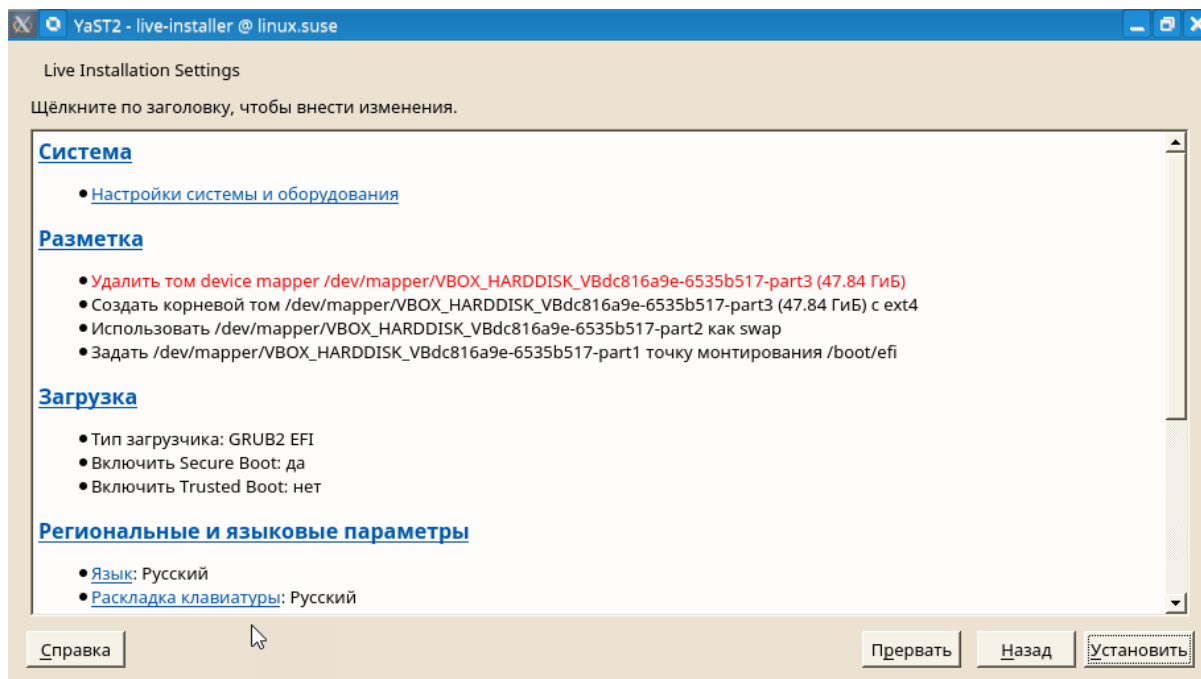 YaST2 - live-installer @ linux.suse
Live Installation Settings
Щёлкните по заголовку, чтобы внести изменения.
Система
Настройки системы и оборудования
Разметка
Удалить том device mapper /dev/mapper/VBOX_HARDDISK_VBdc816a9e-6535b517-part3 (47.84 ГиБ)
Создать корневой том /dev/mapper/VBOX_HARDDISK_VBdc816a9e-6535b517-part3 (47.84 ГиБ) с ext4
Использовать /dev/mapper/VBOX_HARDDISK_VBdc816a9e-6535b517-part2 как swap
Задать /dev/mapper/VBOX_HARDDISK_VBdc816a9e-6535b517-part1 точку монтирования /boot/efi
Загрузка
Тип загрузчика: GRUB2 EFI
Включить Secure Boot: да
Включить Trusted Boot: нет
Региональные и языковые параметры
Язык: Русский
Раскладка клавиатуры: Русский
Справка Прервать Назад Установить